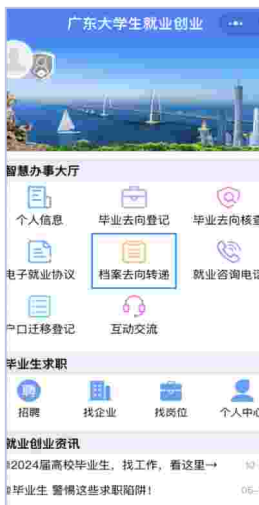 广东大学生就业创业
智慧办事大厅
个人信息 毕业去向登记 毕业去向核查
电子就业协议 档案去向转递 就业咨询电话
户口迁移登记 互动交流
毕业生求职
聘
招聘 找企业 找岗位 个人中心
就业创业资讯
2024届高校毕业生，找工作，看这里→
毕业生 警惕这些求职陷阱！